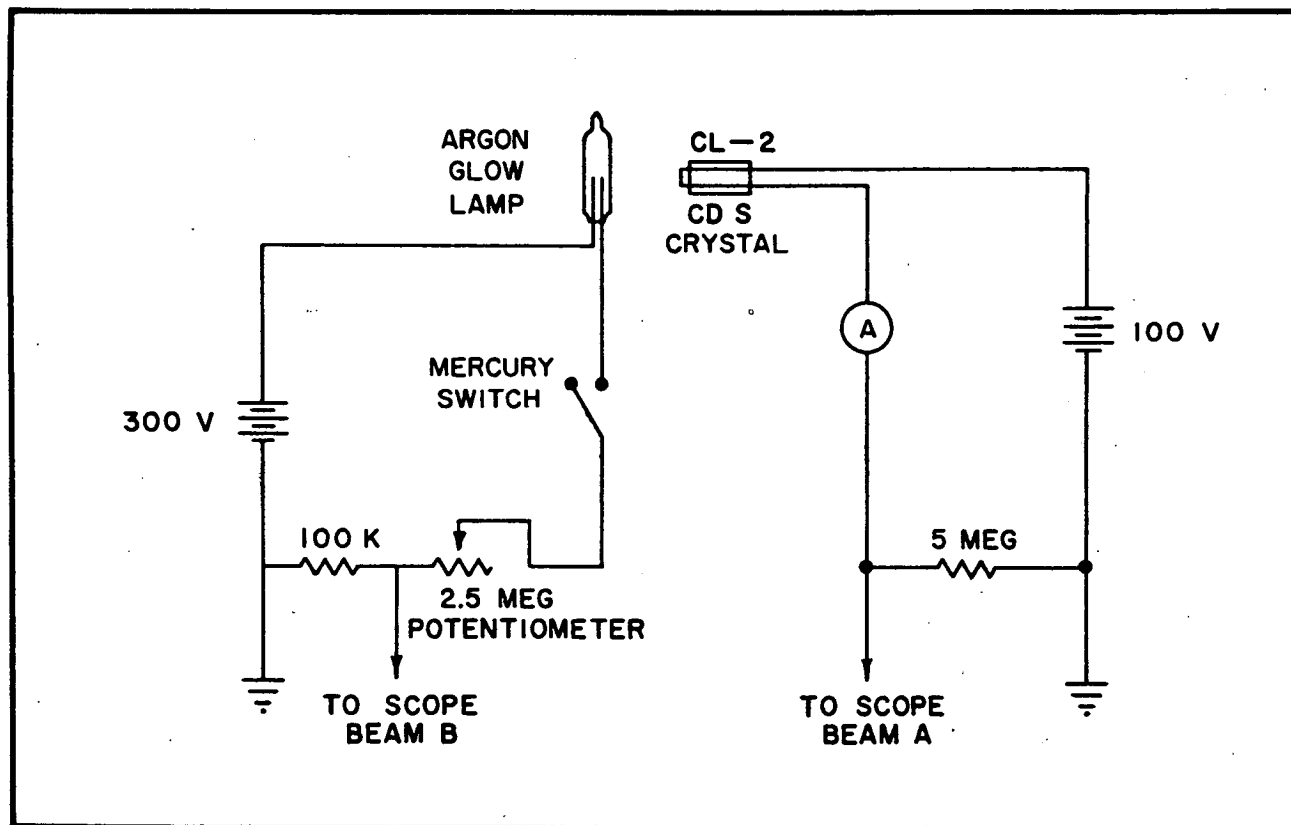 ARGON
GLOW
LAMP
CL-2
CD S
CRYSTAL
A
100 V
MERCURY
SWITCH
300 V
100 K
2.5 MEG
POTENTIOMETER
5 MEG
TO SCOPE
BEAM B
TO SCOPE
BEAM A